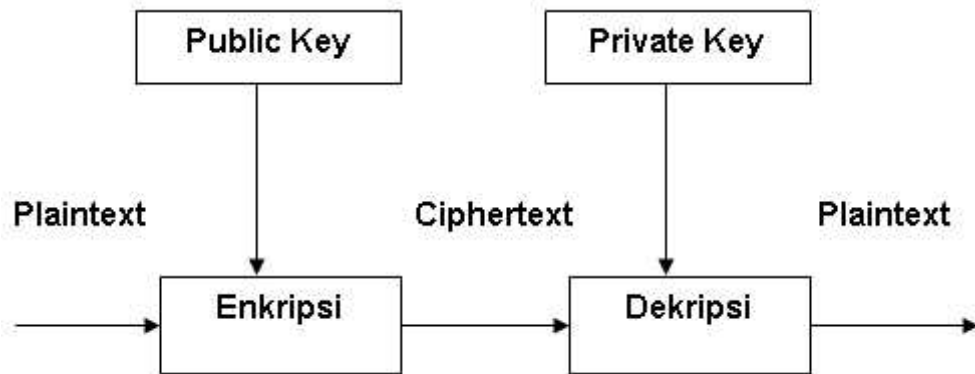 Public Key
Private Key
Plaintext
Ciphertext
Plaintext
Enkripsi
Dekripsi